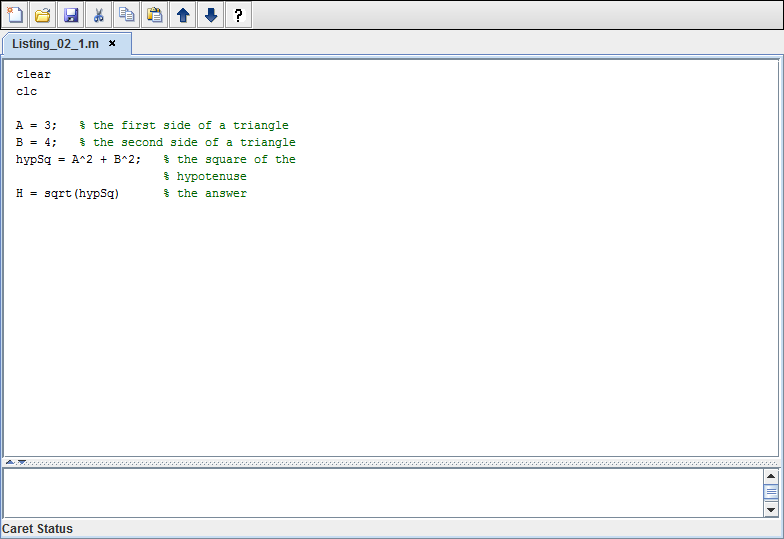 Listing_02_1.m
clear
clc
A = 3;   % the first side of a triangle
B = 4;   % the second side of a triangle
hypSq = A^2 + B^2;   % the square of the
                     % hypotenuse
H = sqrt(hypSq)      % the answer
Caret Status